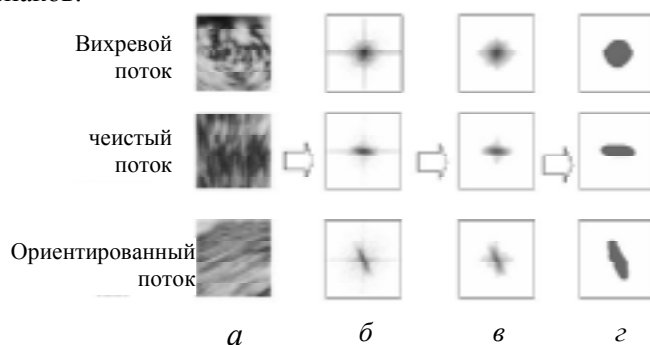 Вихревой
поток
чеистый
поток
Ориентированный
поток
а б в г